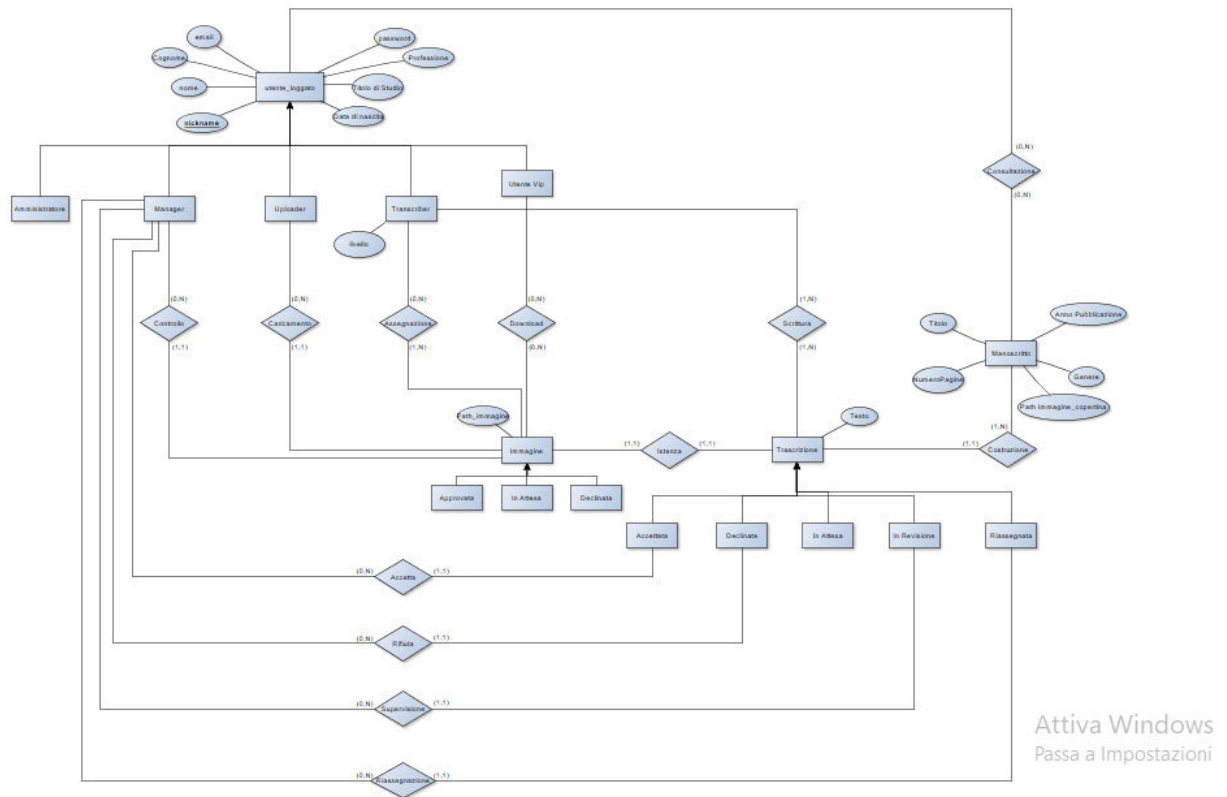 email
password
Cognome
Professione
nome
utente_loggato
Titolo di Studio
nickname
Data di nascita
(0,N)
Consultazione
(0,N)
Utente Vip
Amministratore
Manager
Uploader
Transcriber
livello
(0,N)
(0,N)
(0,N)
(0,N)
(1,N)
Controllo
Caricamento
Assegnazione
Download
Scrittura
(1,1)
(1,1)
(1,N)
(0,N)
(1,N)
Titolo
Anno Pubblicazione
Manoscritto
NumeroPagine
Genere
Path immagine_copertina
Path_immagine
Testo
(1,N)
Immagine
(1,1)
Istanza
(1,1)
Trascrizione
(1,1)
Costruzione
Approvata
In Attesa
Declinata
Accettata
Declinata
In Attesa
In Revisione
Riassegnata
(0,N)
Accetta
(1,1)
(0,N)
Rifiuta
(1,1)
(0,N)
Supervisione
(1,1)
(0,N)
Riassegnazione
(1,1)
Attiva Windows
Passa a Impostazioni